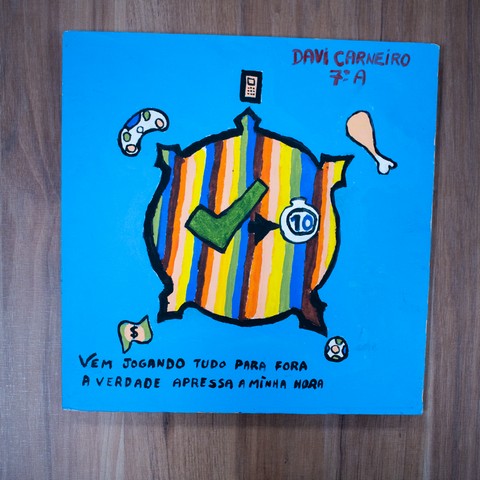 DAVI CARNEIRO
7º A
10
$
VEM JOGANDO TUDO PARA FORA
A VERDADE APRESSA A MINHA HORA